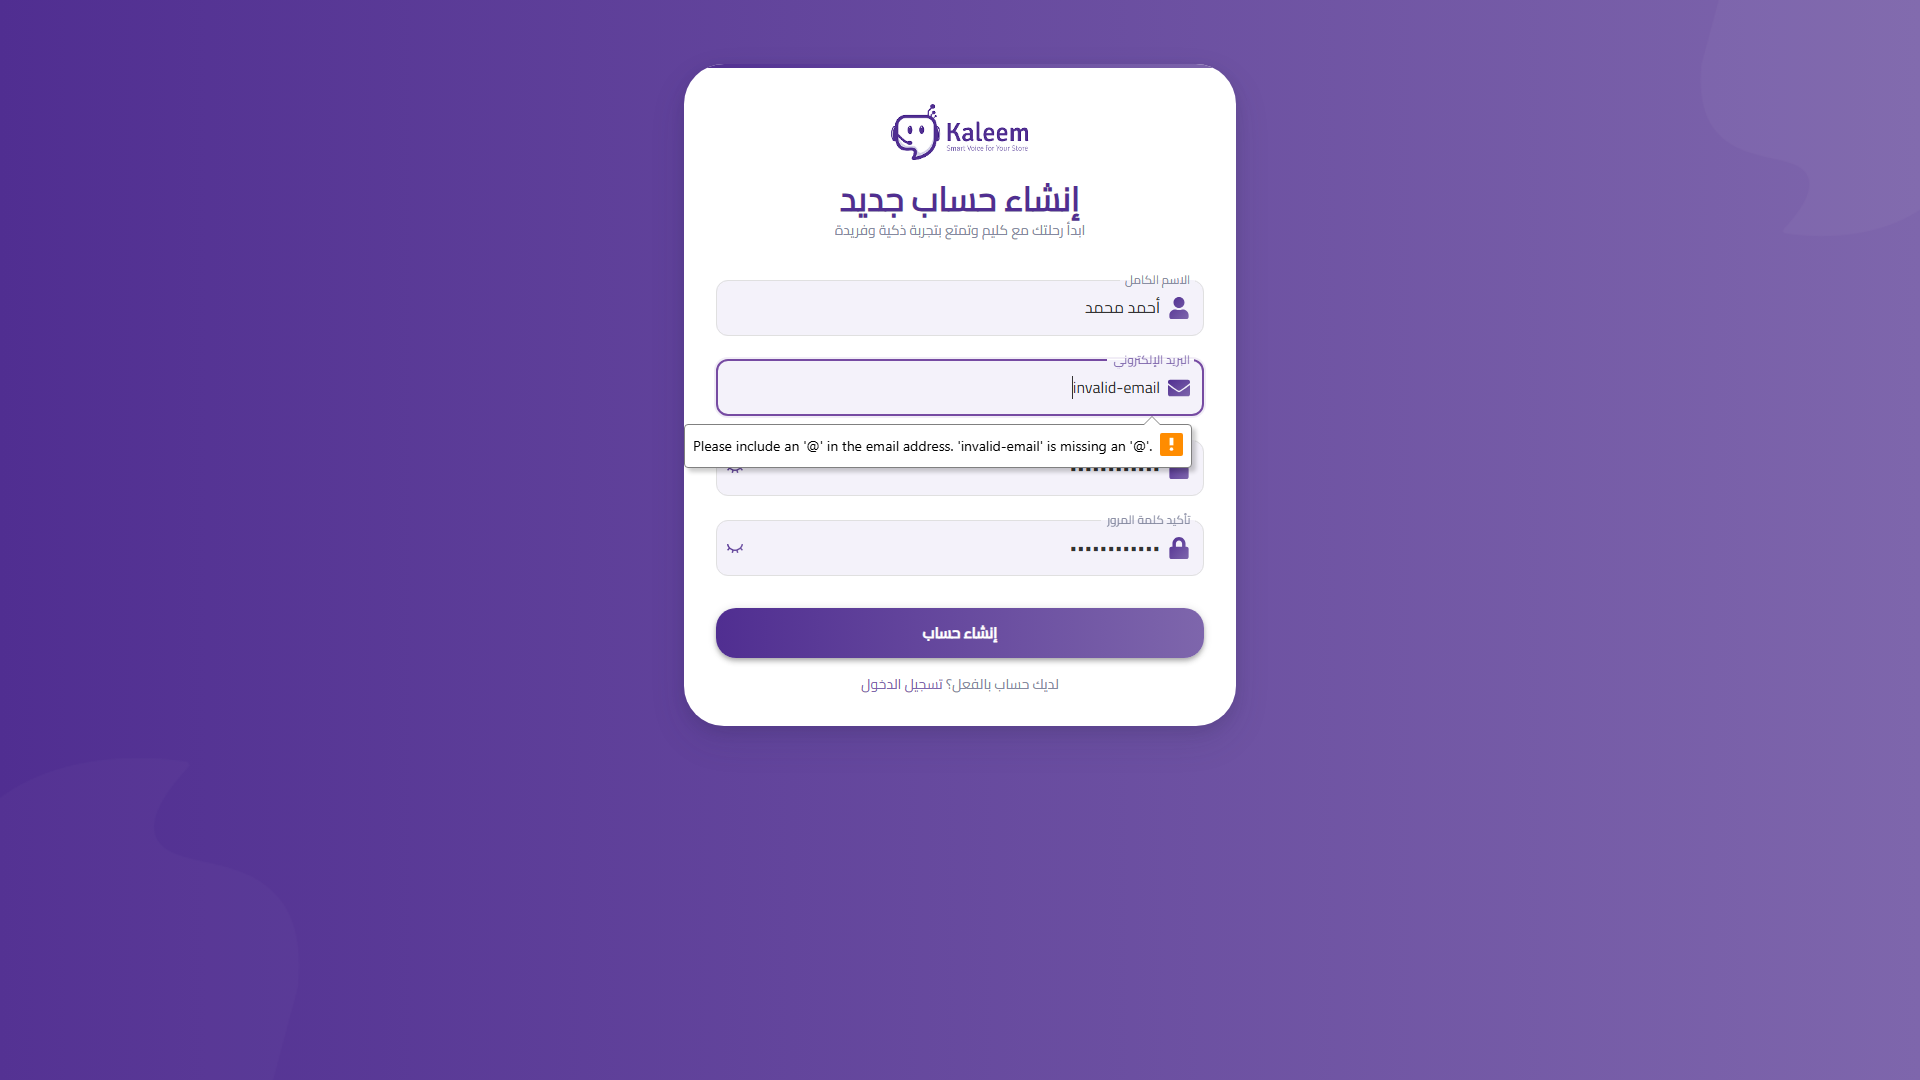 Kaleem
Smart Voice for Your Store
إنشاء حساب جديد
ابدأ رحلتك مع كليم وتمتع بتجربة ذكية وفريدة
الاسم الكامل
أحمد محمد
البريد الإلكتروني
invalid-email
Please include an '@' in the email address. 'invalid-email' is missing an '@'.
تأكيد كلمة المرور
إنشاء حساب
لديك حساب بالفعل؟ تسجيل الدخول